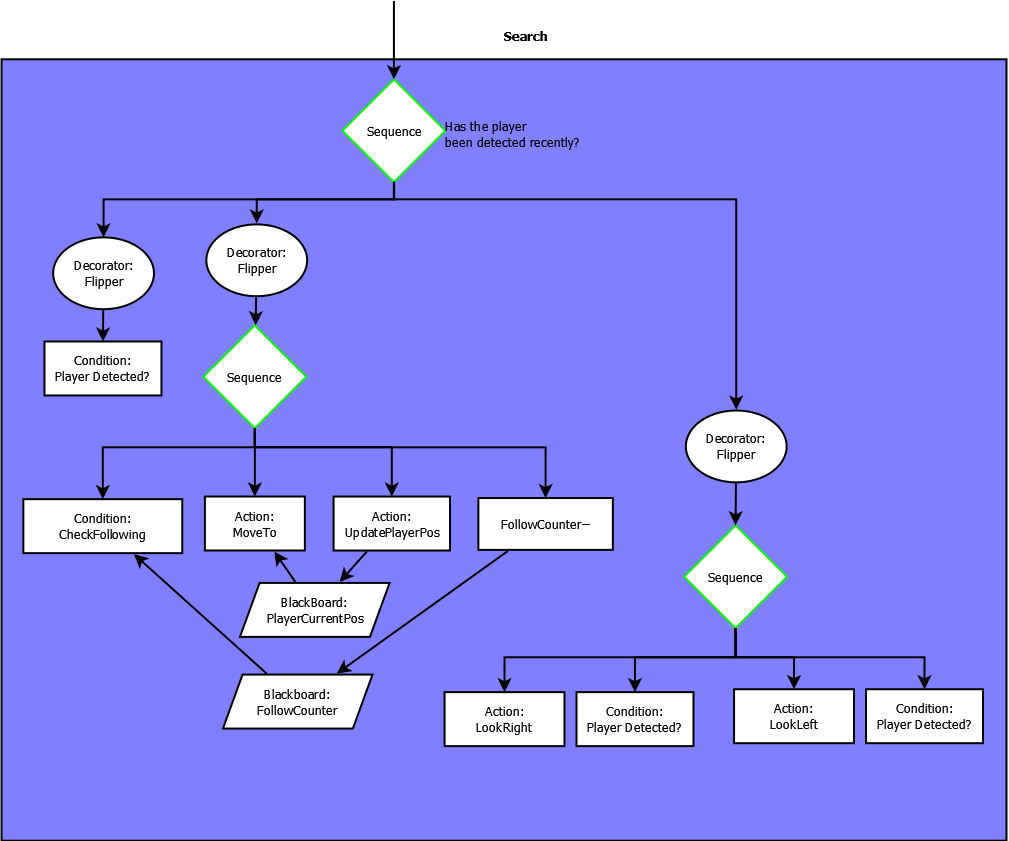 Search
Sequence
Has the player
been detected recently?
Decorator:
Flipper
Decorator:
Flipper
Condition:
Player Detected?
Sequence
Decorator:
Flipper
Condition:
CheckFollowing
Action:
MoveTo
Action:
UpdatePlayerPos
FollowCounter--
BlackBoard:
PlayerCurrentPos
Sequence
Blackboard:
FollowCounter
Action:
LookRight
Condition:
Player Detected?
Action:
LookLeft
Condition:
Player Detected?